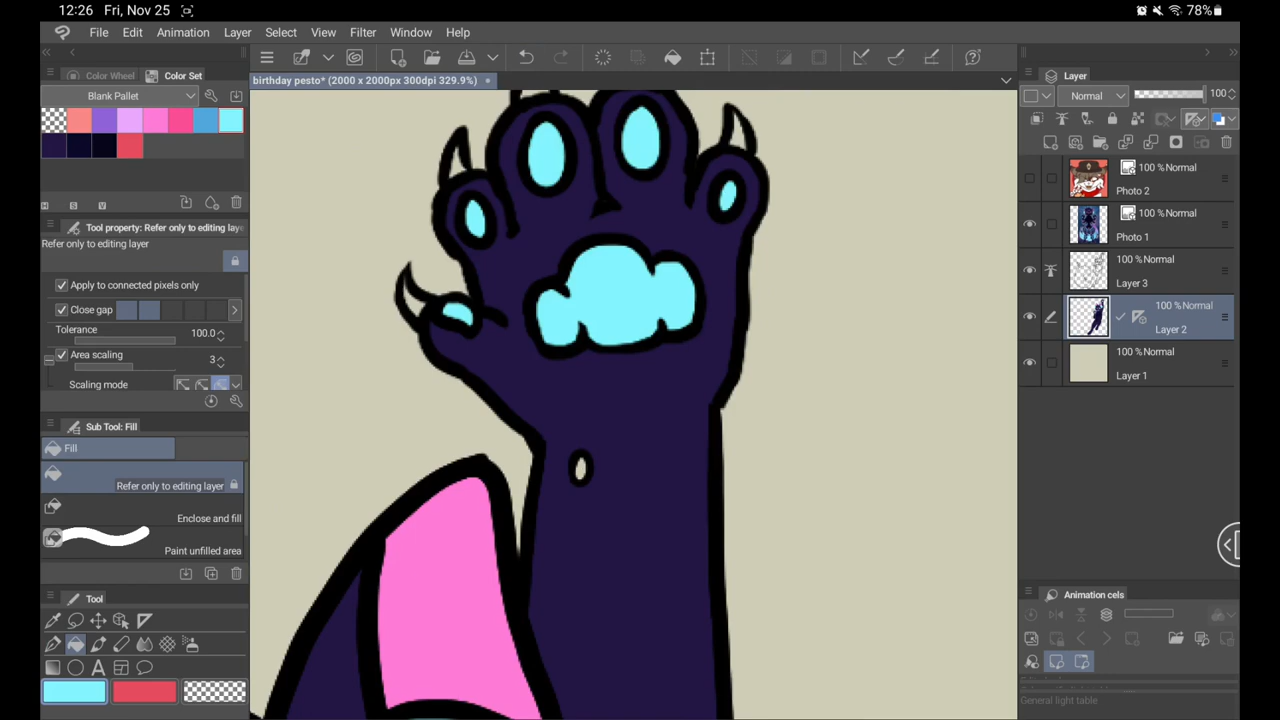 12:26 Fri, Nov 25
78%
File Edit Animation Layer Select View Filter Window Help
birthday pesto* (2000 x 2000px 300dpi 329.9%)
Color Wheel Color Set
Blank Pallet
H S V
Tool property: Refer only to editing laye
Refer only to editing layer
Apply to connected pixels only
Close gap
Tolerance 100.0
Area scaling 3
Scaling mode
Sub Tool: Fill
Fill
Refer only to editing layer
Enclose and fill
Paint unfilled area
Tool
Layer
Normal 100
100 % Normal
Photo 2
100 % Normal
Photo 1
100 % Normal
Layer 3
100 % Normal
Layer 2
100 % Normal
Layer 1
Animation cels
General light table